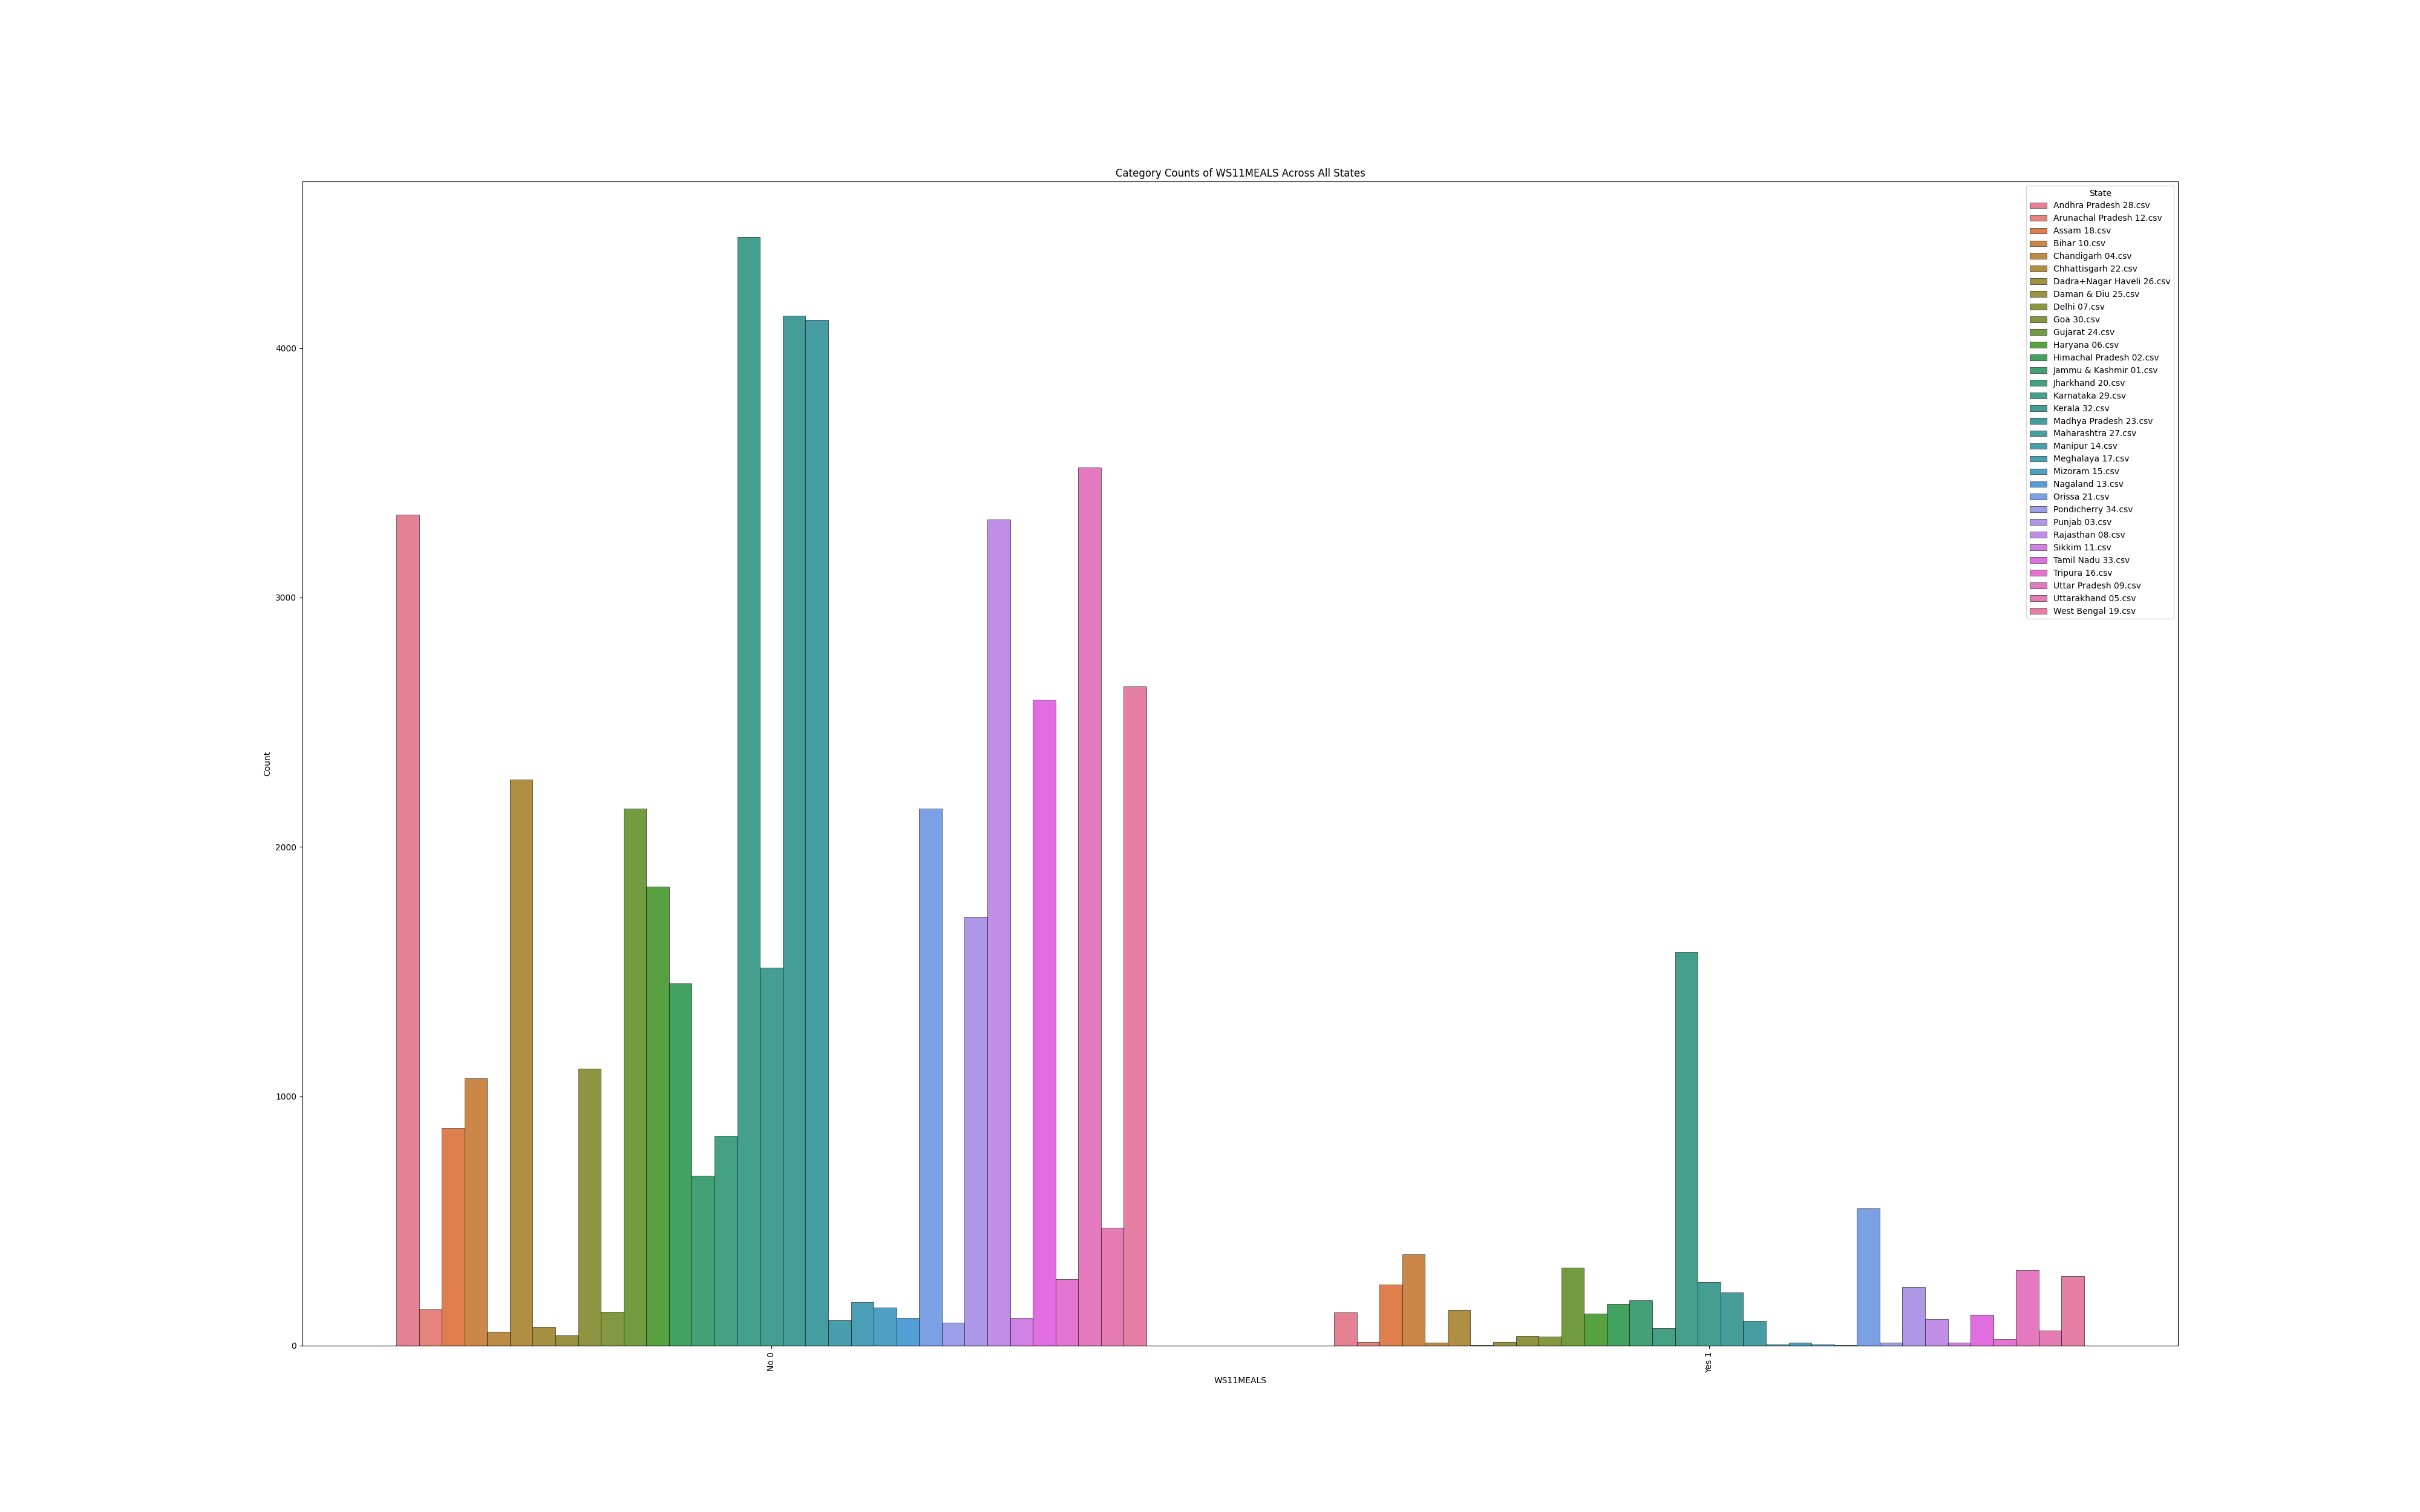 Category Counts of WS11MEALS Across All States
State
Andhra Pradesh 28.csv
Arunachal Pradesh 12.csv
Assam 18.csv
Bihar 10.csv
Chandigarh 04.csv
Chhattisgarh 22.csv
Dadra+Nagar Haveli 26.csv
Daman & Diu 25.csv
Delhi 07.csv
Goa 30.csv
Gujarat 24.csv
Haryana 06.csv
Himachal Pradesh 02.csv
Jammu & Kashmir 01.csv
Jharkhand 20.csv
Karnataka 29.csv
Kerala 32.csv
Madhya Pradesh 23.csv
Maharashtra 27.csv
Manipur 14.csv
Meghalaya 17.csv
Mizoram 15.csv
Nagaland 13.csv
Orissa 21.csv
Pondicherry 34.csv
Punjab 03.csv
Rajasthan 08.csv
Sikkim 11.csv
Tamil Nadu 33.csv
Tripura 16.csv
Uttar Pradesh 09.csv
Uttarakhand 05.csv
West Bengal 19.csv
4000
3000
2000
1000
0
Count
No 0
Yes 1
WS11MEALS